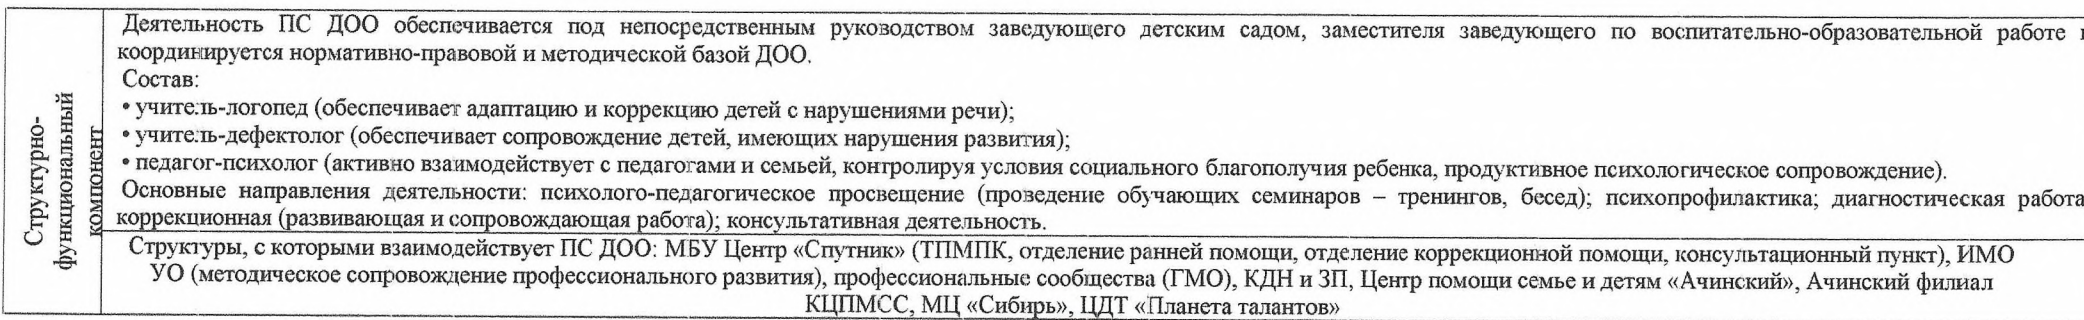 Структурно-
функциональный
компонент
Деятельность ПС ДОО обеспечивается под непосредственным руководством заведующего детским садом, заместителя заведующего по воспитательно-образовательной работе и
координируется нормативно-правовой и методической базой ДОО.
Состав:
• учитель-логопед (обеспечивает адаптацию и коррекцию детей с нарушениями речи);
• учитель-дефектолог (обеспечивает сопровождение детей, имеющих нарушения развития);
• педагог-психолог (активно взаимодействует с педагогами и семьей, контролируя условия социального благополучия ребенка, продуктивное психологическое сопровождение).
Основные направления деятельности: психолого-педагогическое просвещение (проведение обучающих семинаров – тренингов, бесед); психопрофилактика; диагностическая работа
коррекционная (развивающая и сопровождающая работа); консультативная деятельность.
Структуры, с которыми взаимодействует ПС ДОО: МБУ Центр «Спутник» (ТПМПК, отделение ранней помощи, отделение коррекционной помощи, консультационный пункт), ИМО
УО (методическое сопровождение профессионального развития), профессиональные сообщества (ГМО), КДН и ЗП, Центр помощи семье и детям «Ачинский», Ачинский филиал
КЦПМСС, МЦ «Сибирь», ЦДТ «Планета талантов»